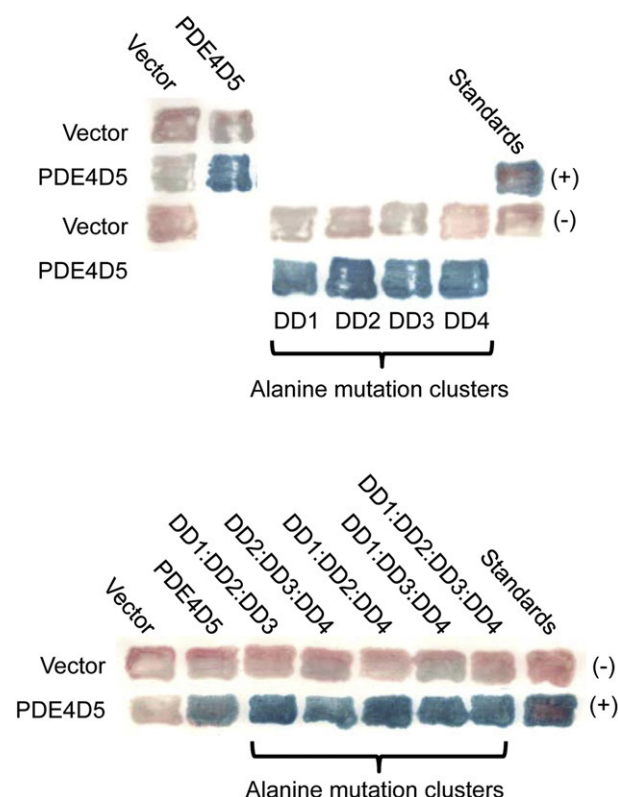 Vector
PDE4D5
Standards
Vector
PDE4D5
(+)
Vector
(-)
PDE4D5
DD1 DD2 DD3 DD4
Alanine mutation clusters
Vector
PDE4D5
DD1:DD2:DD3
DD2:DD3:DD4
DD1:DD2:DD4
DD1:DD3:DD4
DD1:DD2:DD3:DD4
Standards
Vector
(-)
PDE4D5
(+)
Alanine mutation clusters